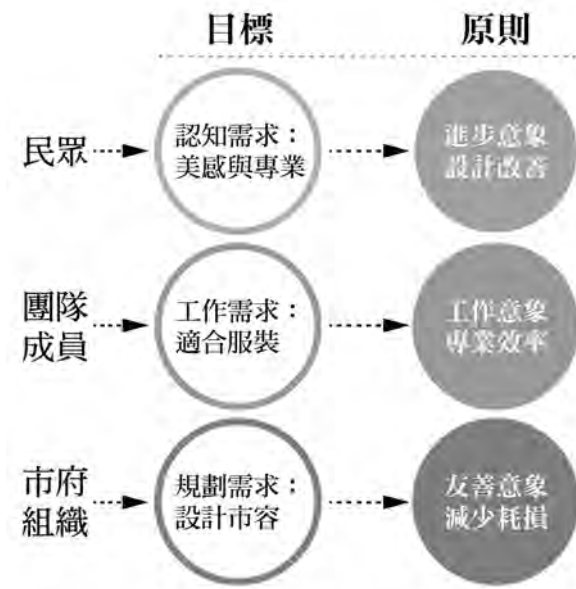 目標
原則
民眾
認知需求：
美感與專業
進步意象
設計改善
團隊
成員
工作需求：
適合服裝
工作意象
專業效率
市府
組織
規劃需求：
設計市容
友善意象
減少耗損